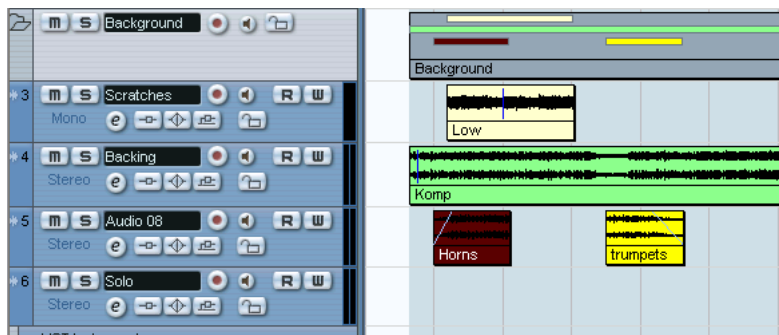 m S Background
Background
3 m S Scratches R W
Mono e
Low
4 m S Backing R W
Stereo e
Komp
5 m S Audio 08 R W
Stereo e
Horns trumpets
6 m S Solo R W
Stereo e